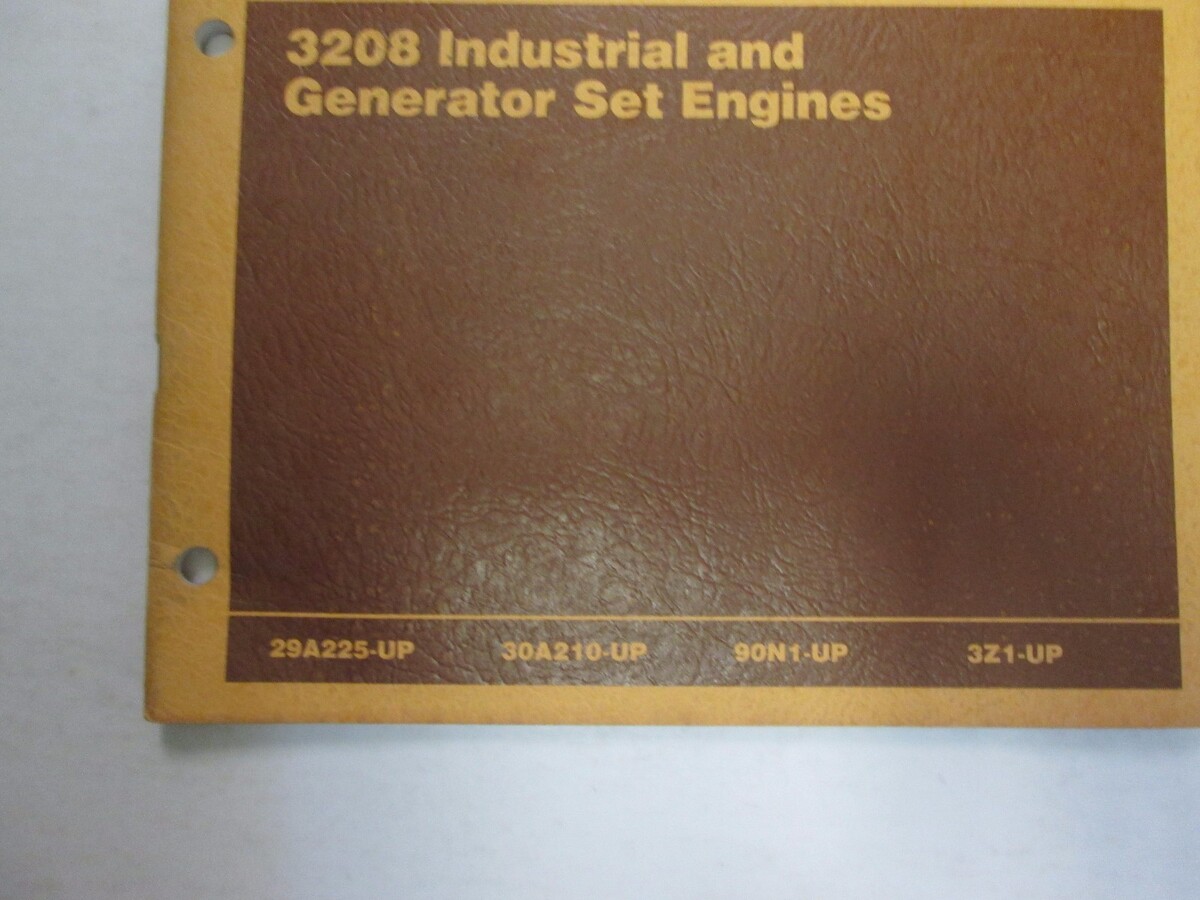 3208 Industrial and
Generator Set Engines
29A225-UP 30A210-UP 90N1-UP 3Z1-UP